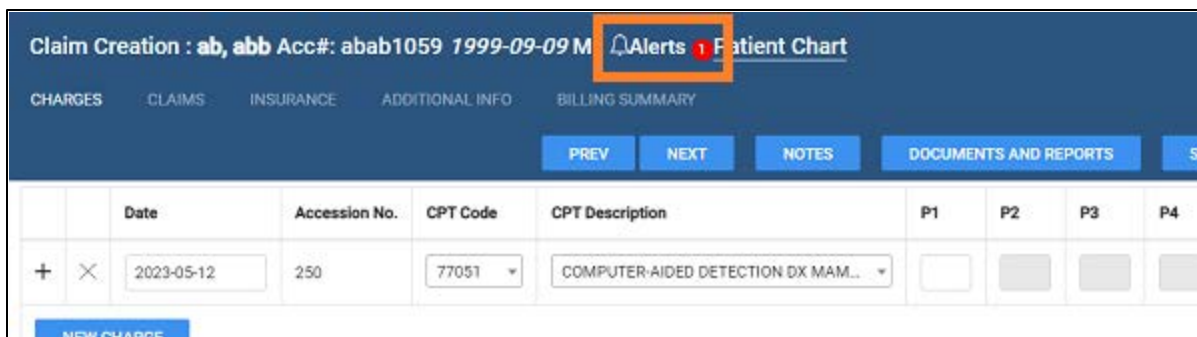 Claim Creation : ab, abb Acc#: abab1059 1999-09-09 M Alerts 1 Patient Chart
CHARGES CLAIMS INSURANCE ADDITIONAL INFO BILLING SUMMARY
PREV NEXT NOTES DOCUMENTS AND REPORTS S
Date Accession No. CPT Code CPT Description P1 P2 P3 P4
+ × 2023-05-12 250 77051 COMPUTER-AIDED DETECTION DX MAM...
NEW CHARGE